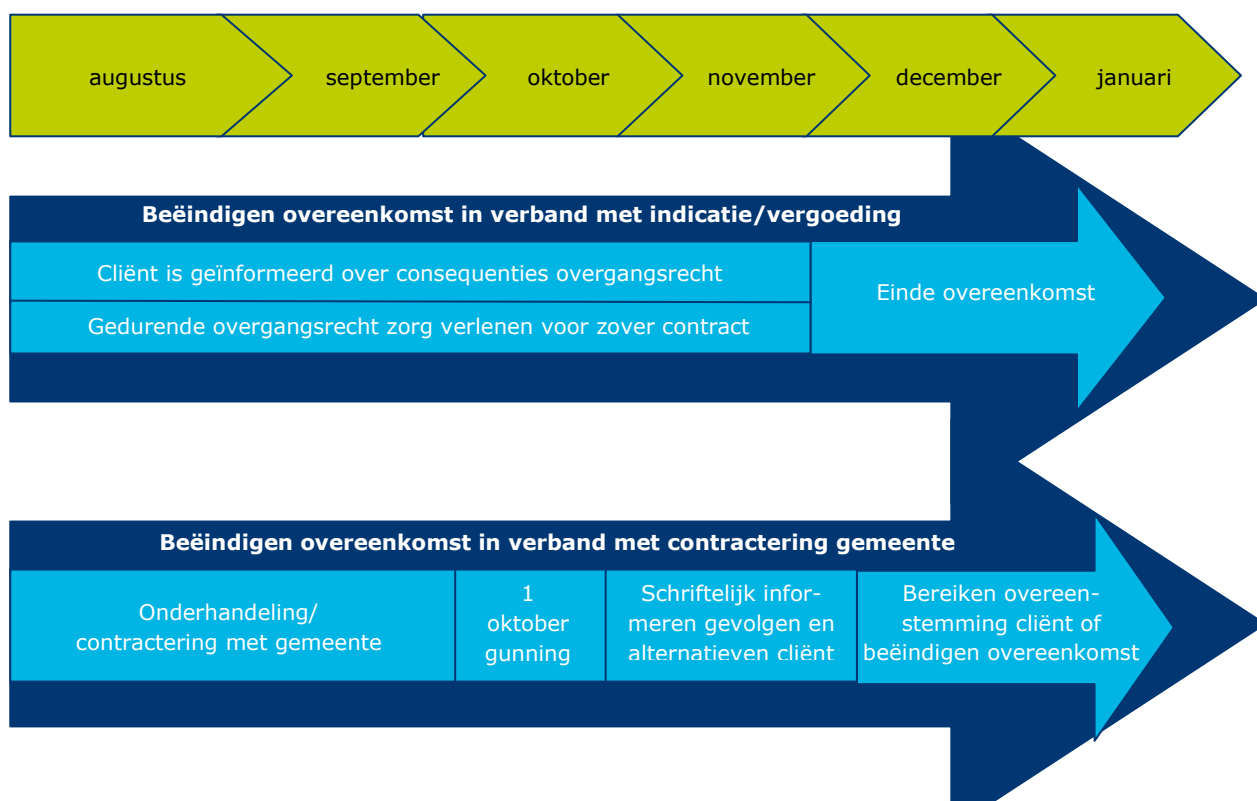 augustus september oktober november december januari
Beëindigen overeenkomst in verband met indicatie/vergoeding
Cliënt is geïnformeerd over consequenties overgangsrecht
Gedurende overgangsrecht zorg verlenen voor zover contract
Einde overeenkomst
Beëindigen overeenkomst in verband met contractering gemeente
Onderhandeling/
contractering met gemeente
1
oktober
gunning
Schriftelijk infor-
meren gevolgen en
alternatieven cliënt
Bereiken overeen-
stemming cliënt of
beëindigen overeenkomst